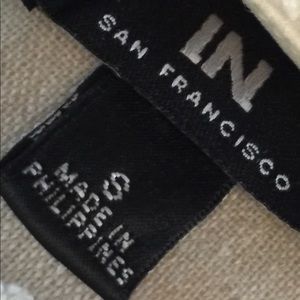 IN
SAN FRANCISCO
S
MADE IN
PHILIPPINES